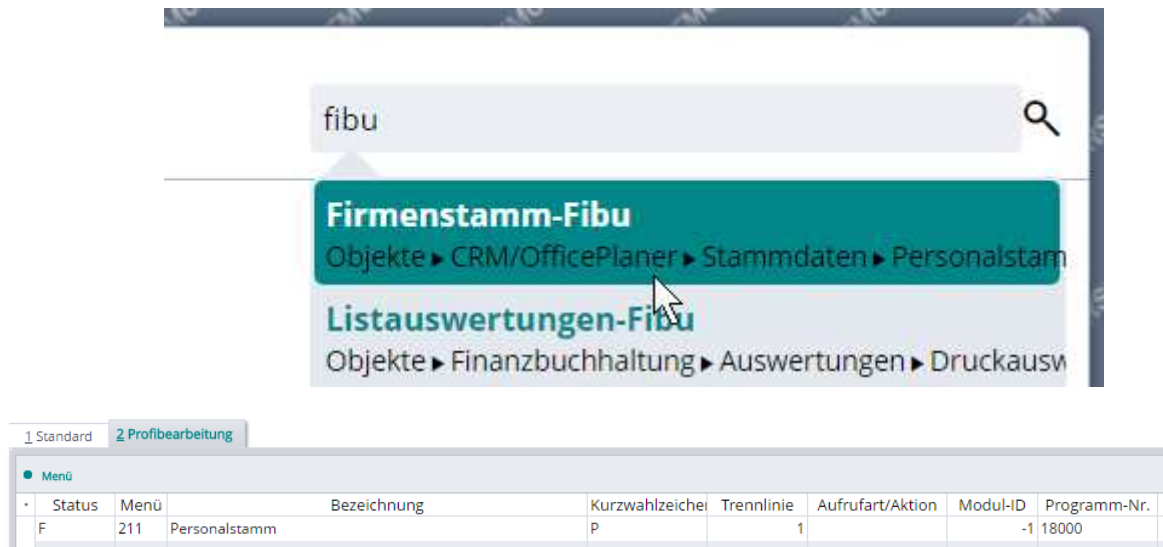 fibu
Firmenstamm-Fibu
Objekte ▸ CRM/OfficePlaner ▸ Stammdaten ▸ Personalstam
Listauswertungen-Fibu
Objekte ▸ Finanzbuchhaltung ▸ Auswertungen ▸ Druckausw
1 Standard 2 Profibearbeitung
Menü
Status Menü Bezeichnung Kurzwahlzeiche Trennlinie Aufrufart/Aktion Modul-ID Programm-Nr.
F 211 Personalstamm P 1 -1 18000